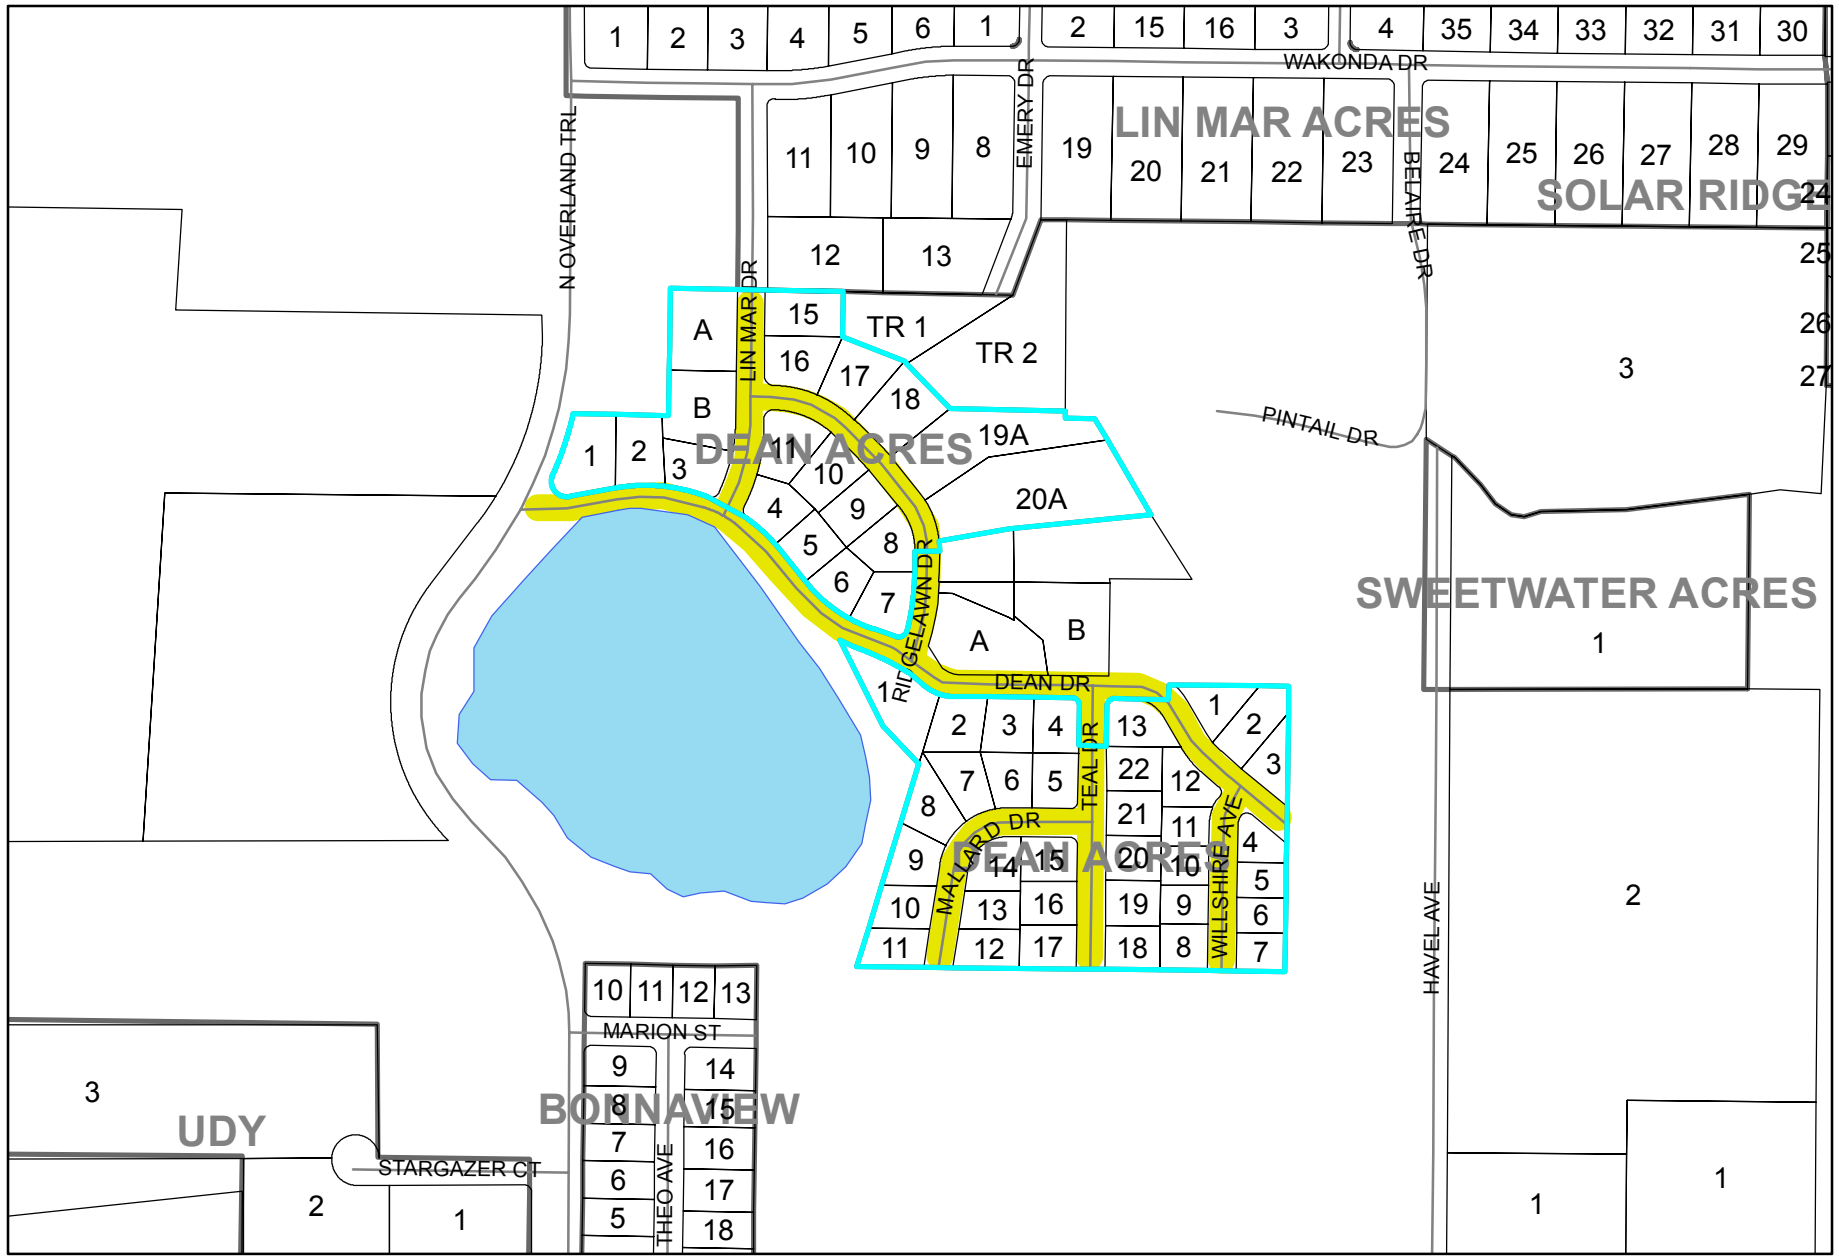 1 2 3 4 5 6 1 2 15 16 3 4 35 34 33 32 31 30
WAKONDA DR
N OVERLAND TRL
EMERY DR
BELAIRE DR
LIN MAR ACRES
11 10 9 8 19 20 21 22 23 24 25 26 27 28 29
SOLAR RIDGE
24
25
26
27
12 13
LIN MAR DR
A 15 TR 1
16 17 TR 2
18
3
B
PINTAIL DR
1 2 3
DEAN ACRES
11 10 19A
4 9 20A
5 8
6 7
RIDGELAWN DR
SWEETWATER ACRES
1
A B
DEAN DR
1 2 3 4 13 1 2 3
TEAL DR
8 7 6 5 22 12
21 11
MALLARD DR
WILLSHIRE AVE
DEAN ACRES
9 14 15 20 10 4
5
10 13 16 19 9 6
11 12 17 18 8 7
HAVEL AVE
2
10 11 12 13
MARION ST
9 14
8 15
BONNAVIEW
7 16
6 17
5 18
THEO AVE
3
UDY
STARGAZER CT
2 1
1 1